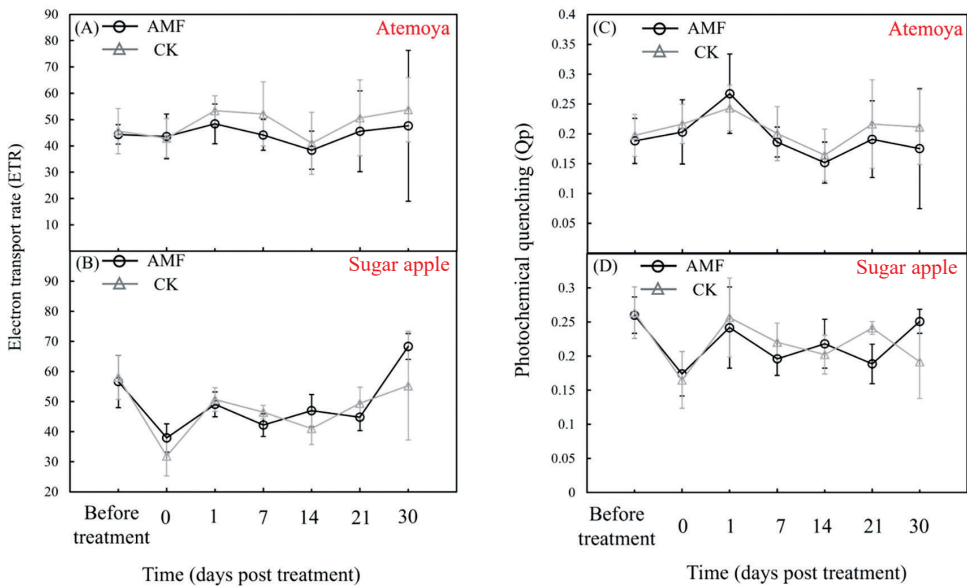 Electron transport rate (ETR)
90
80
70
60
50
40
30
20
10
(A)
AMF
CK
Atemoya
90
80
70
60
50
40
30
20
(B)
AMF
CK
Sugar apple
Before treatment
0
1
7
14
21
30
Time (days post treatment)
Photochemical quenching (Qp)
0.4
0.35
0.3
0.25
0.2
0.15
0.1
0.05
(C)
AMF
CK
Atemoya
0.3
0.25
0.2
0.15
0.1
0.05
0
(D)
AMF
CK
Sugar apple
Before
treatment
0
1
7
14
21
30
Time (days post treatment)